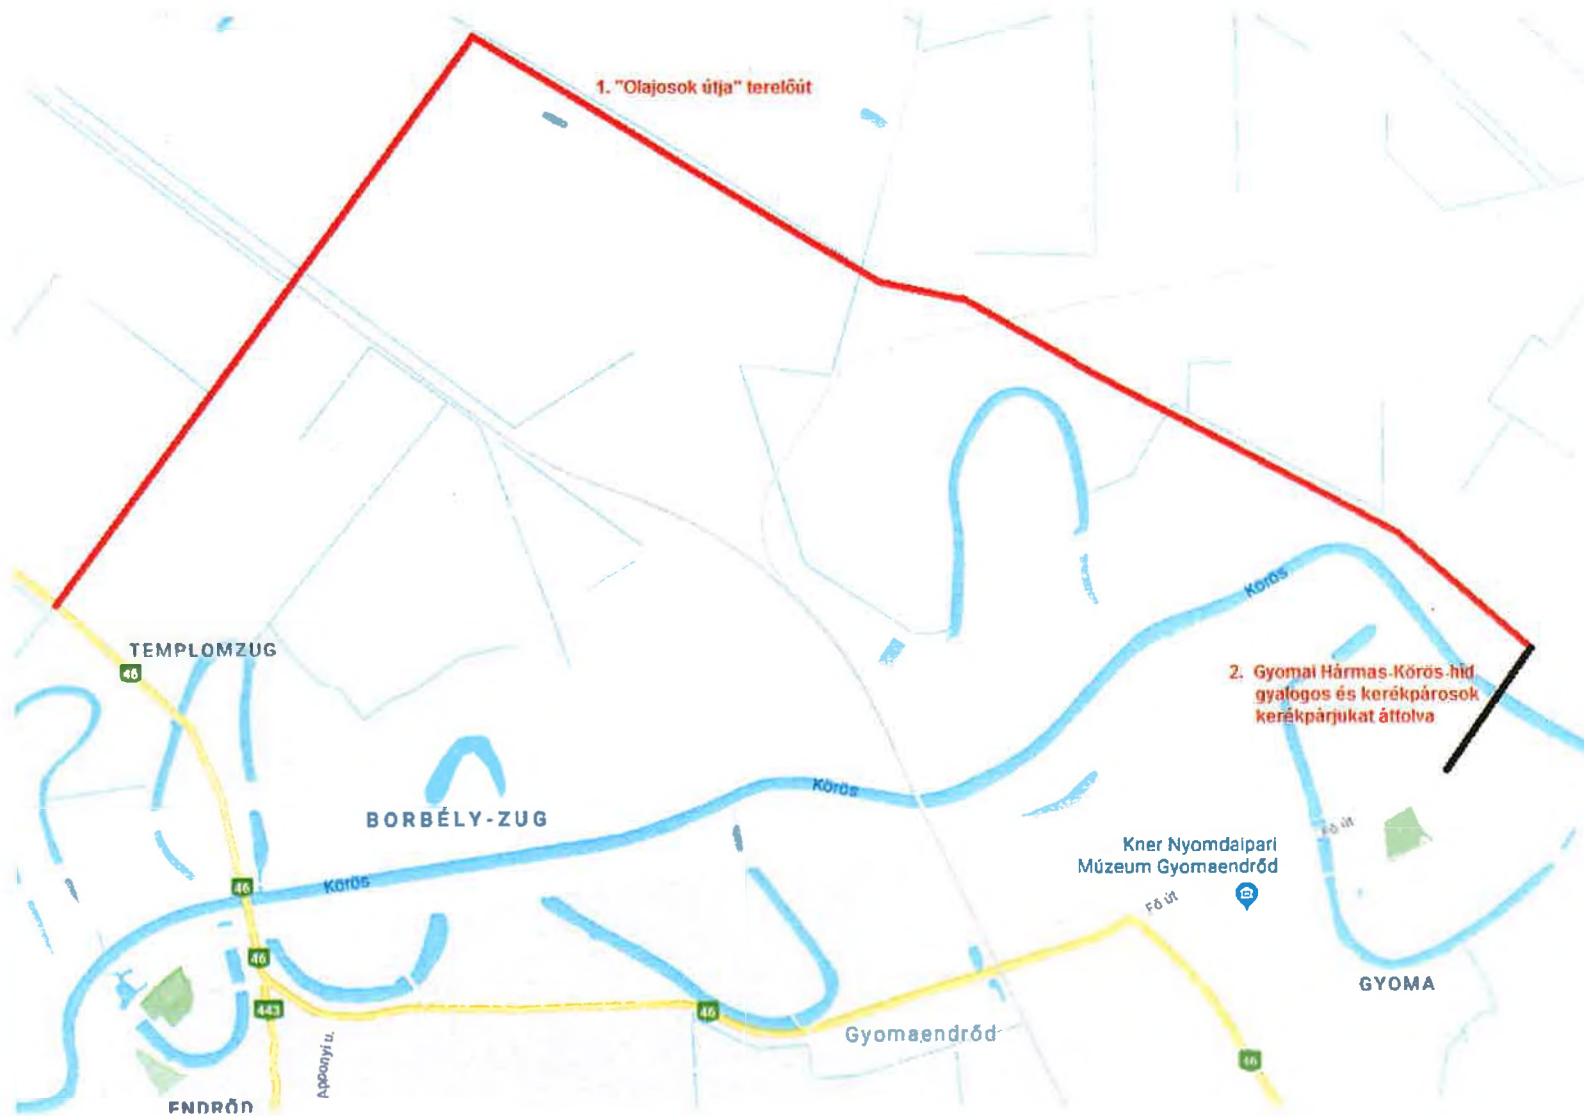 1. "Olajosok útja" terelőút
Körös
TEMPLOMZUG
46
2. Gyomai Hármas-Körös-híd
gyalogos és kerékpárosok
kerékpárjukat áttolva
Körös
BORBÉLY-ZUG
Fő út
Kner Nyomdaipari
Múzeum Gyomaendrőd
46
Körös
Fő út
46
GYOMA
443
46
Gyomaendrőd
Apponyi u.
46
ENDRŐD